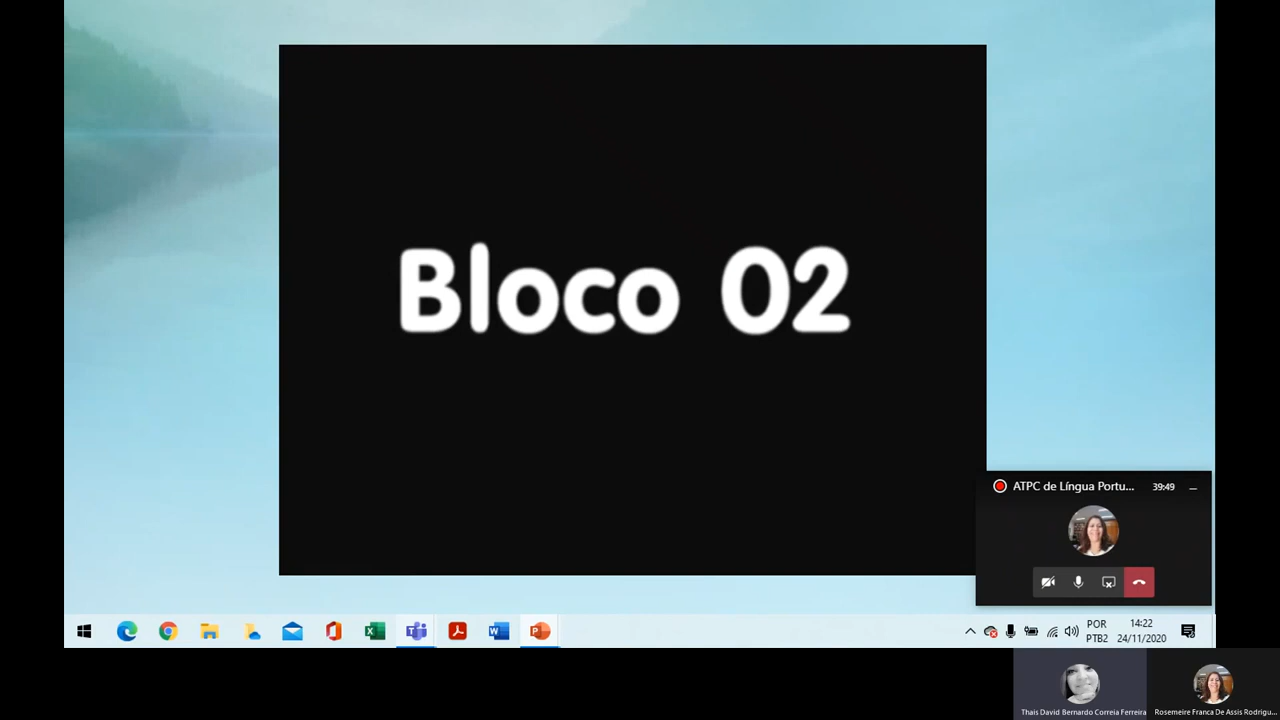 Bloco 02
ATPC de Língua Portu...
39:49
POR
PTB2
14:22
24/11/2020
Thais David Bernardo Correia Ferreira
Rosemeire Franca De Assis Rodrigu...